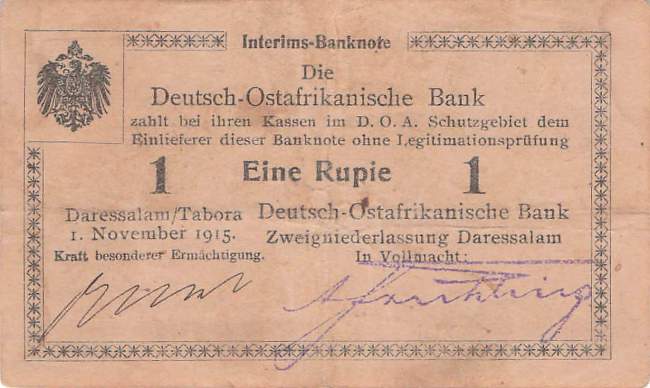 Interims-Banknote
Die
Deutsch-Ostafrikanische Bank
zahlt bei ihren Kassen im D. O. A. Schutzgebiet dem
Einlieferer dieser Banknote ohne Legitimationsprüfung
1 Eine Rupie 1
Daressalam/Tabora Deutsch-Ostafrikanische Bank
1. November 1915. Zweigniederlassung Daressalam
Kraft besonderer Ermächtigung. In Vollmacht: